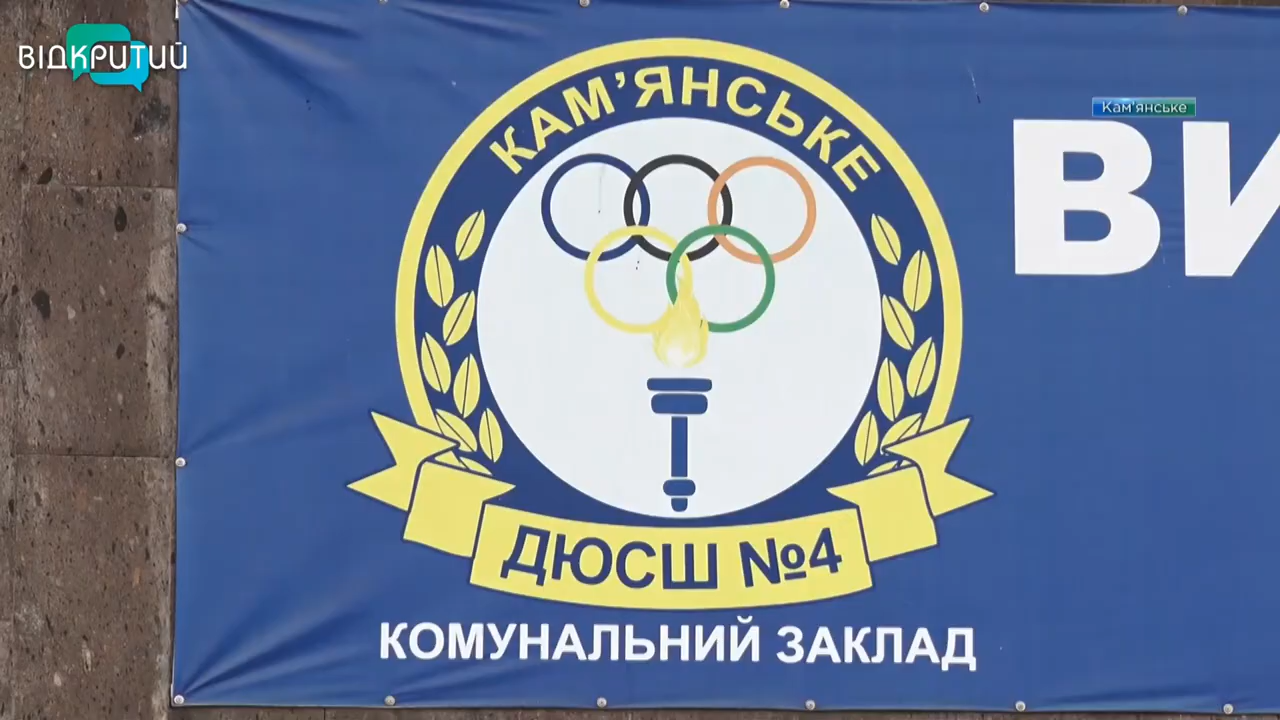 ВІДКРИТИЙ
Кам'янське
КАМ’ЯНСЬКЕ
ДЮСШ №4
КОМУНАЛЬНИЙ ЗАКЛАД